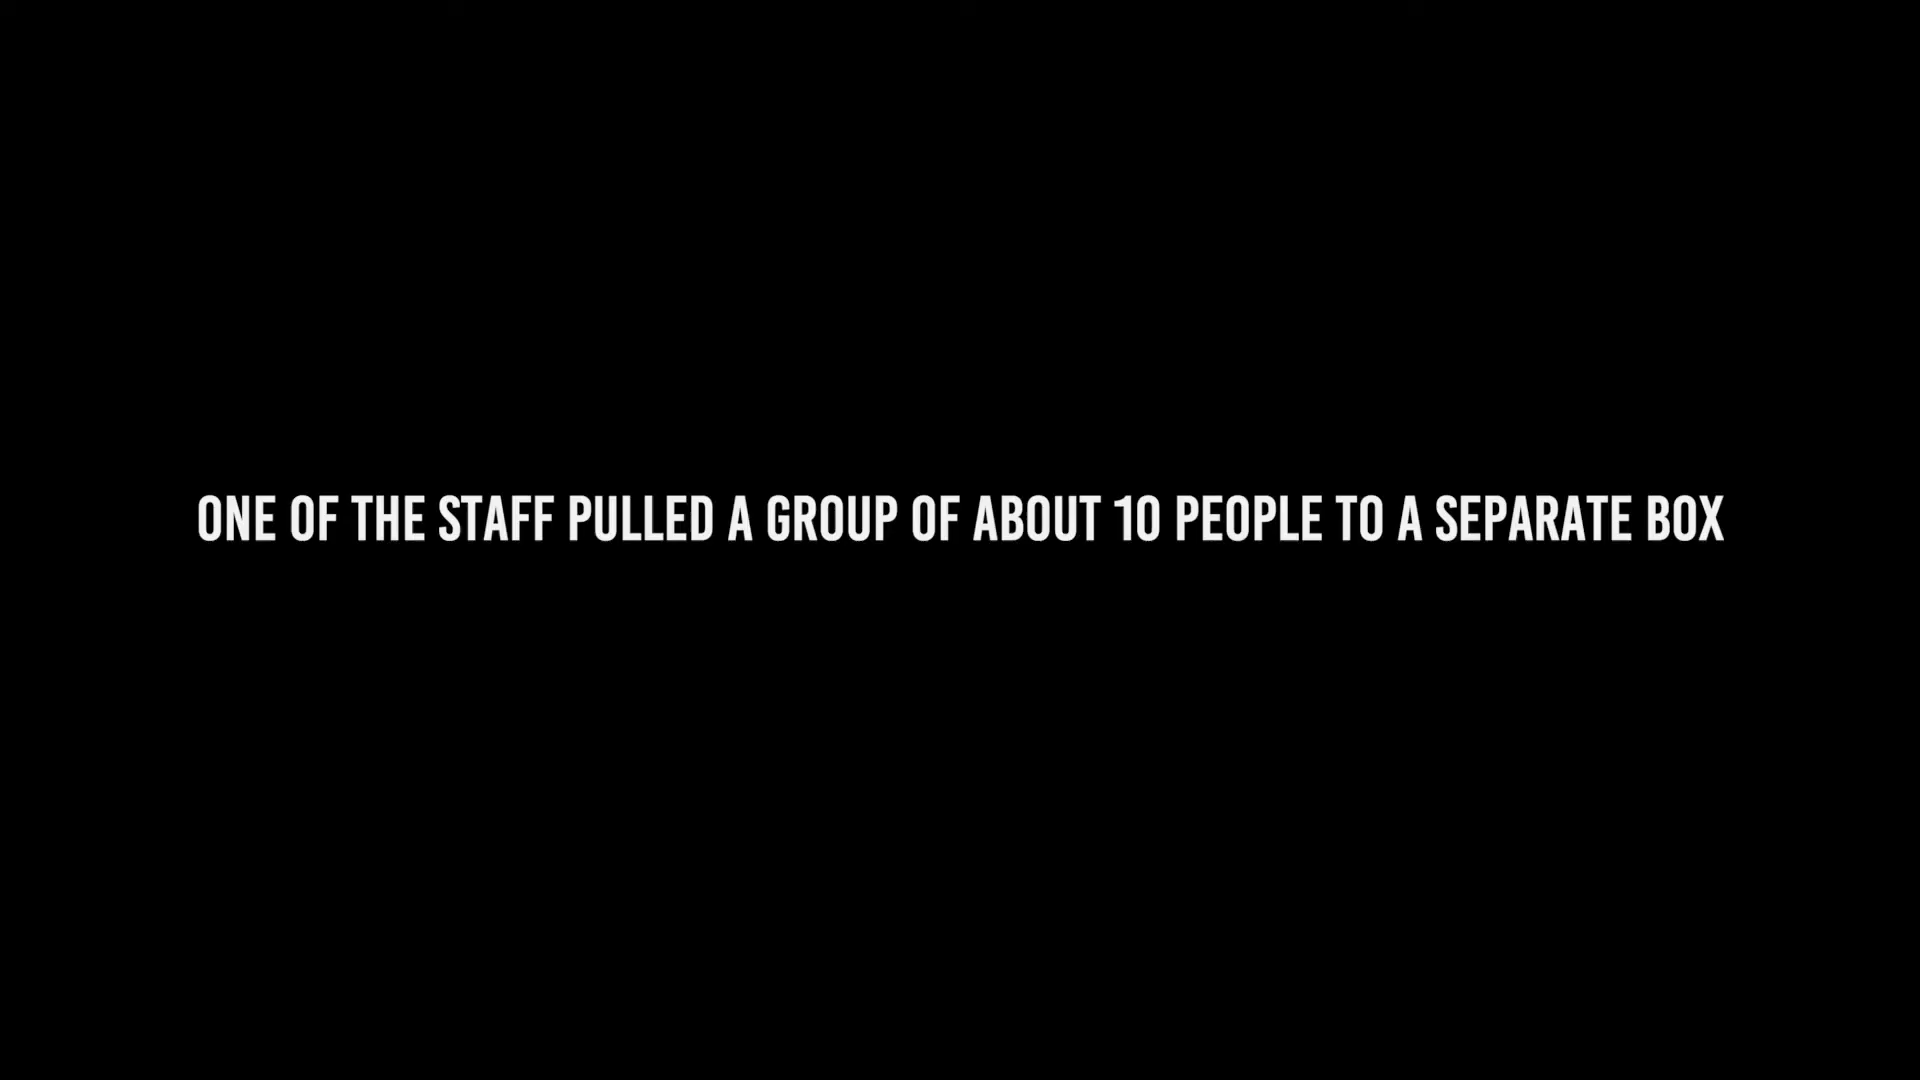 ONE OF THE STAFF PULLED A GROUP OF ABOUT 10 PEOPLE TO A SEPARATE BOX